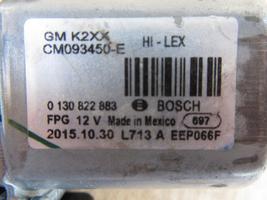 GM K2XX HI-LEX
CM093450-E
0 130 822 883 BOSCH
FPG 12 V Made in Mexico 697
2015.10.30 L713 A EEP066F